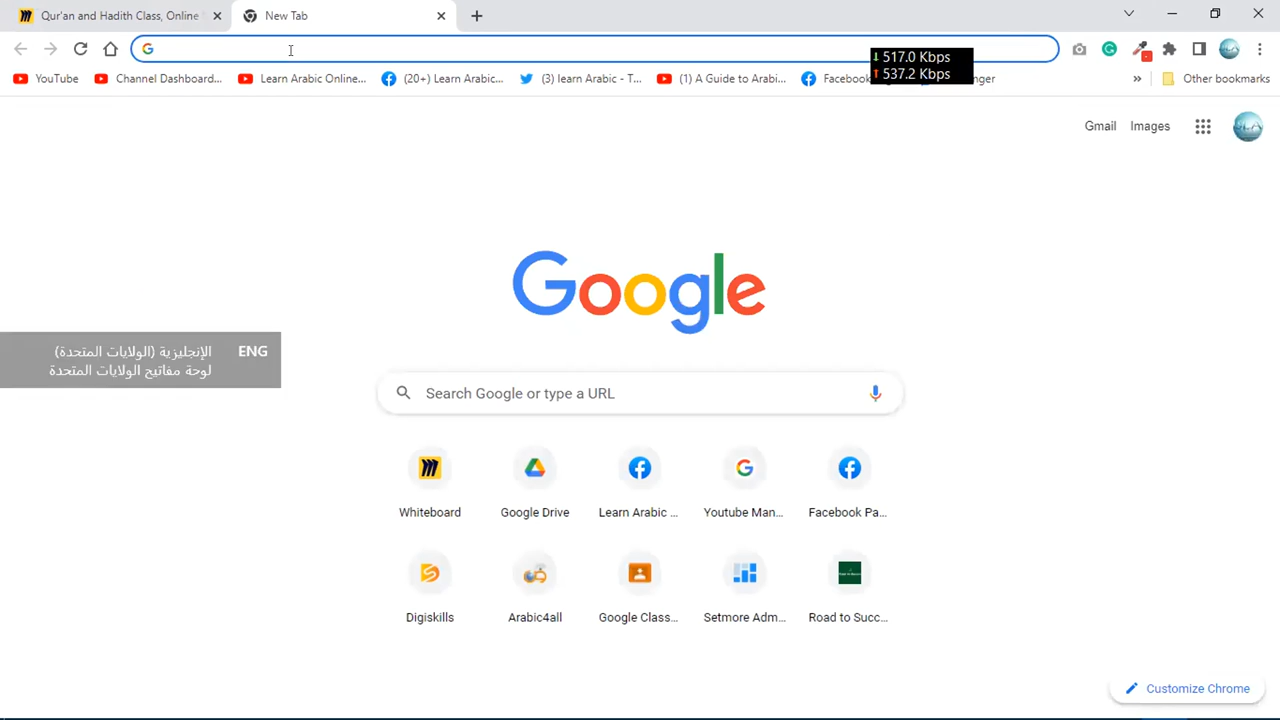 Qur'an and Hadith Class, Online
New Tab
517.0 Kbps
537.2 Kbps
YouTube
Channel Dashboard...
Learn Arabic Online...
(20+) Learn Arabic...
(3) learn Arabic - T...
(1) A Guide to Arabi...
Facebook
nger
»
Other bookmarks
Gmail
Images
Google
الإنجليزية (الولايات المتحدة)
ENG
لوحة مفاتيح الولايات المتحدة
Search Google or type a URL
Whiteboard
Google Drive
Learn Arabic ...
Youtube Man...
Facebook Pa...
Digiskills
Arabic4all
Google Class...
Setmore Adm...
Road to Succ...
Customize Chrome